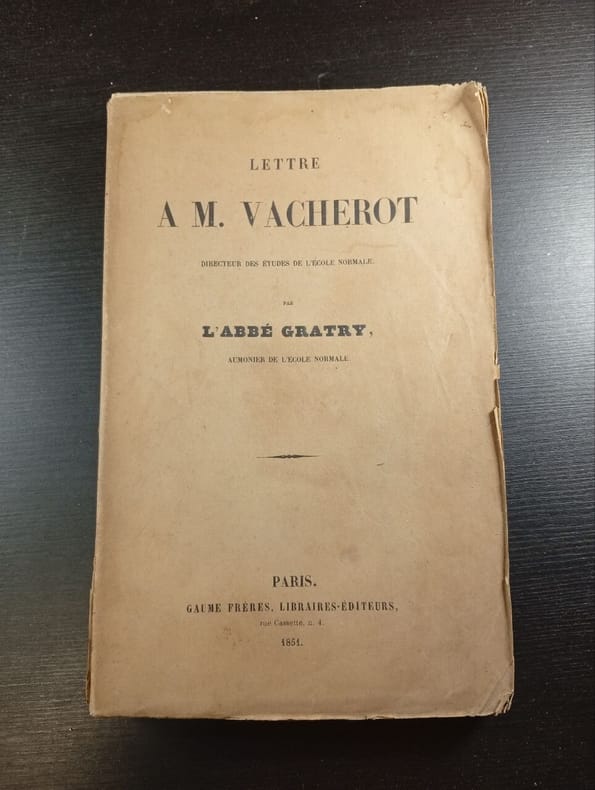 LETTRE
A M. VACHEROT
DIRECTEUR DES ÉTUDES DE L'ÉCOLE NORMALE.
PAR
L'ABBÉ GRATRY,
AUMONIER DE L'ÉCOLE NORMALE.
PARIS.
GAUME FRÈRES, LIBRAIRES-ÉDITEURS,
rue Cassette, n. 4.
1851.